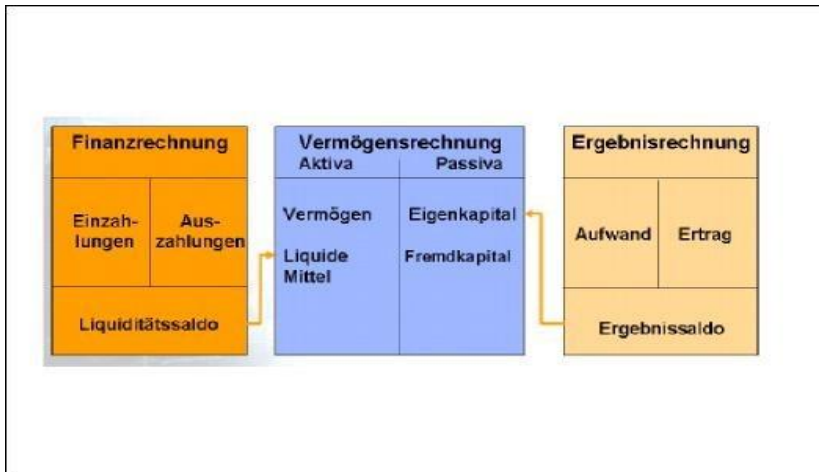 Finanzrechnung
Einzah-
lungen
Aus-
zahlungen
Liquiditätssaldo
Vermögensrechnung
Aktiva
Passiva
Vermögen
Liquide
Mittel
Eigenkapital
Fremdkapital
Ergebnisrechnung
Aufwand
Ertrag
Ergebnissaldo